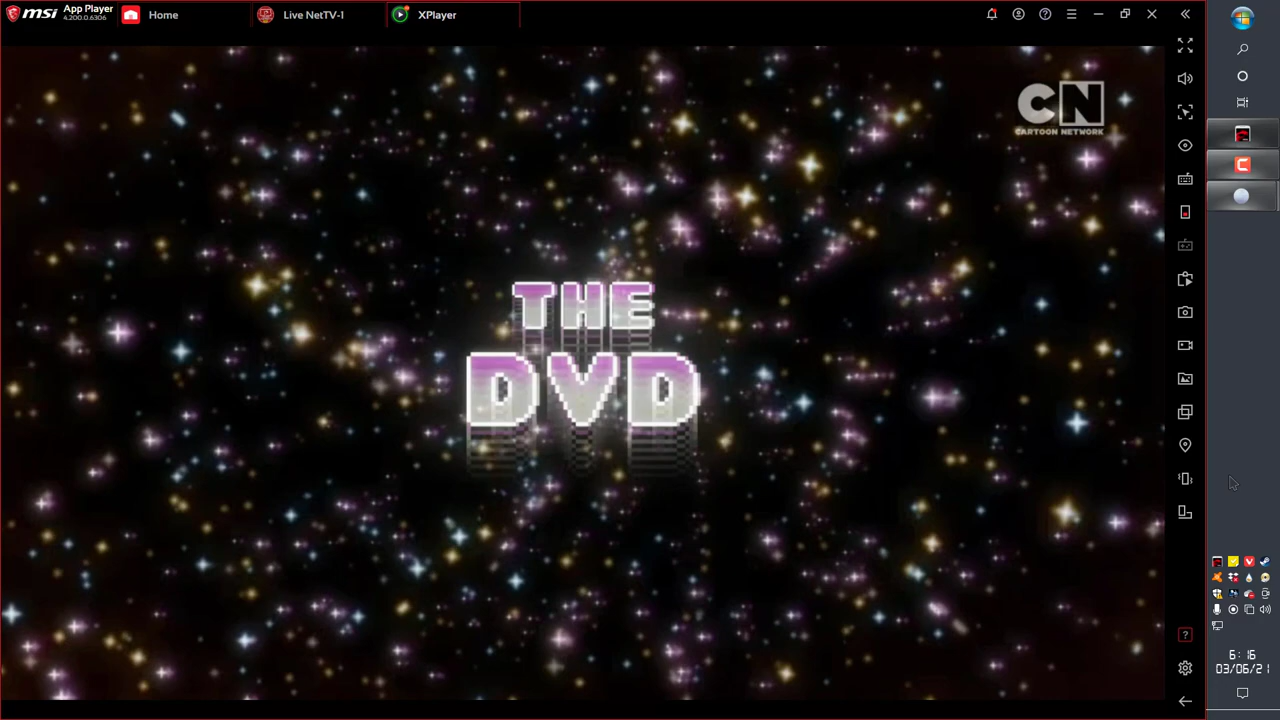 msi App Player
4.200.0.6306
Home
Live NetTV-1
XPlayer
CN
CARTOON NETWORK
THE
DVD
6:16
03/06/21